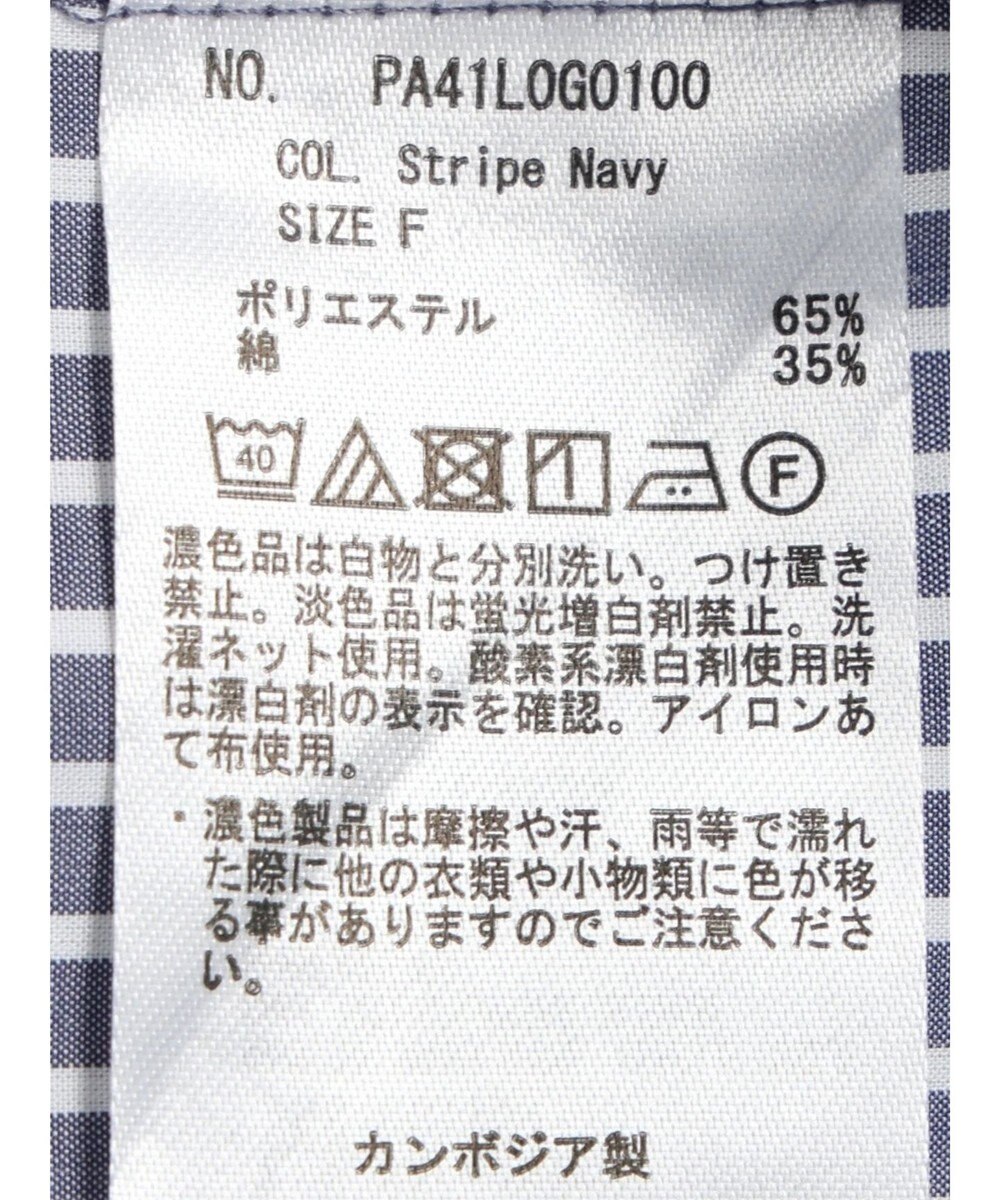 NO. PA41L0G0100
COL. Stripe Navy
SIZE F
ポリエステル 65%
綿 35%
40 F
濃色品は白物と分別洗い。つけ置き
禁止。淡色品は蛍光増白剤禁止。洗
濯ネット使用。酸素系漂白剤使用時
は漂白剤の表示を確認。アイロンあ
て布使用。
・濃色製品は摩擦や汗、雨等で濡れ
た際に他の衣類や小物類に色が移
る事がありますのでご注意くださ
い。
カンボジア製